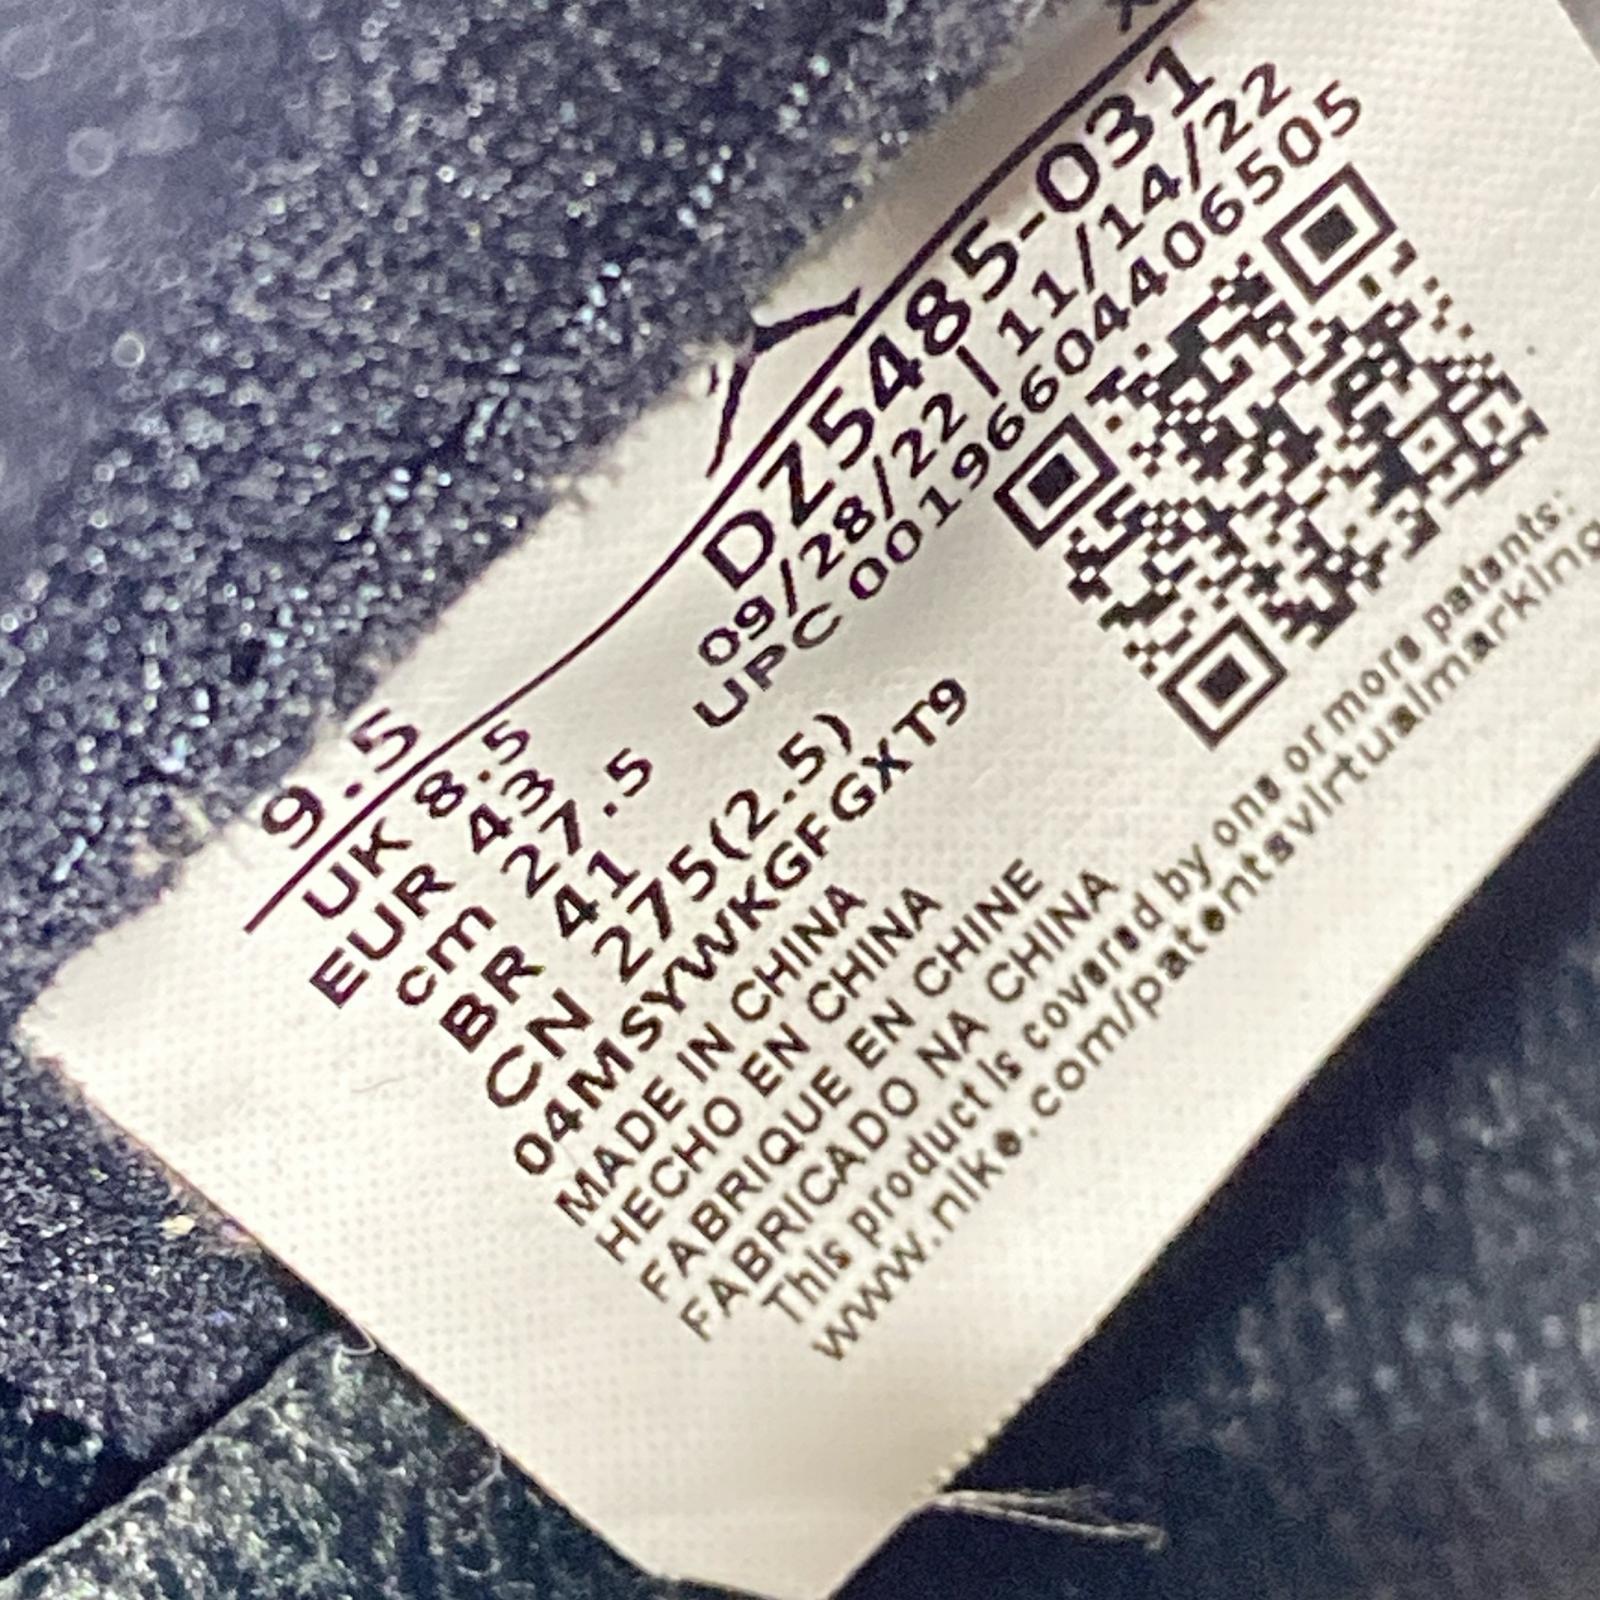 9.5
UK 8.5
EUR 43
cm 27.5
BR 41
CN 275(2.5)
04MSYWKGFGXT9
MADE IN CHINA
HECHO EN CHINA
FABRIQUE EN CHINE
FABRICADO NA CHINA
This product is covered by one or more patents:
www.nike.com/patentsvirtualmarking
DZ5485-031
09/28/22 | 11/14/22
UPC 00196604406505